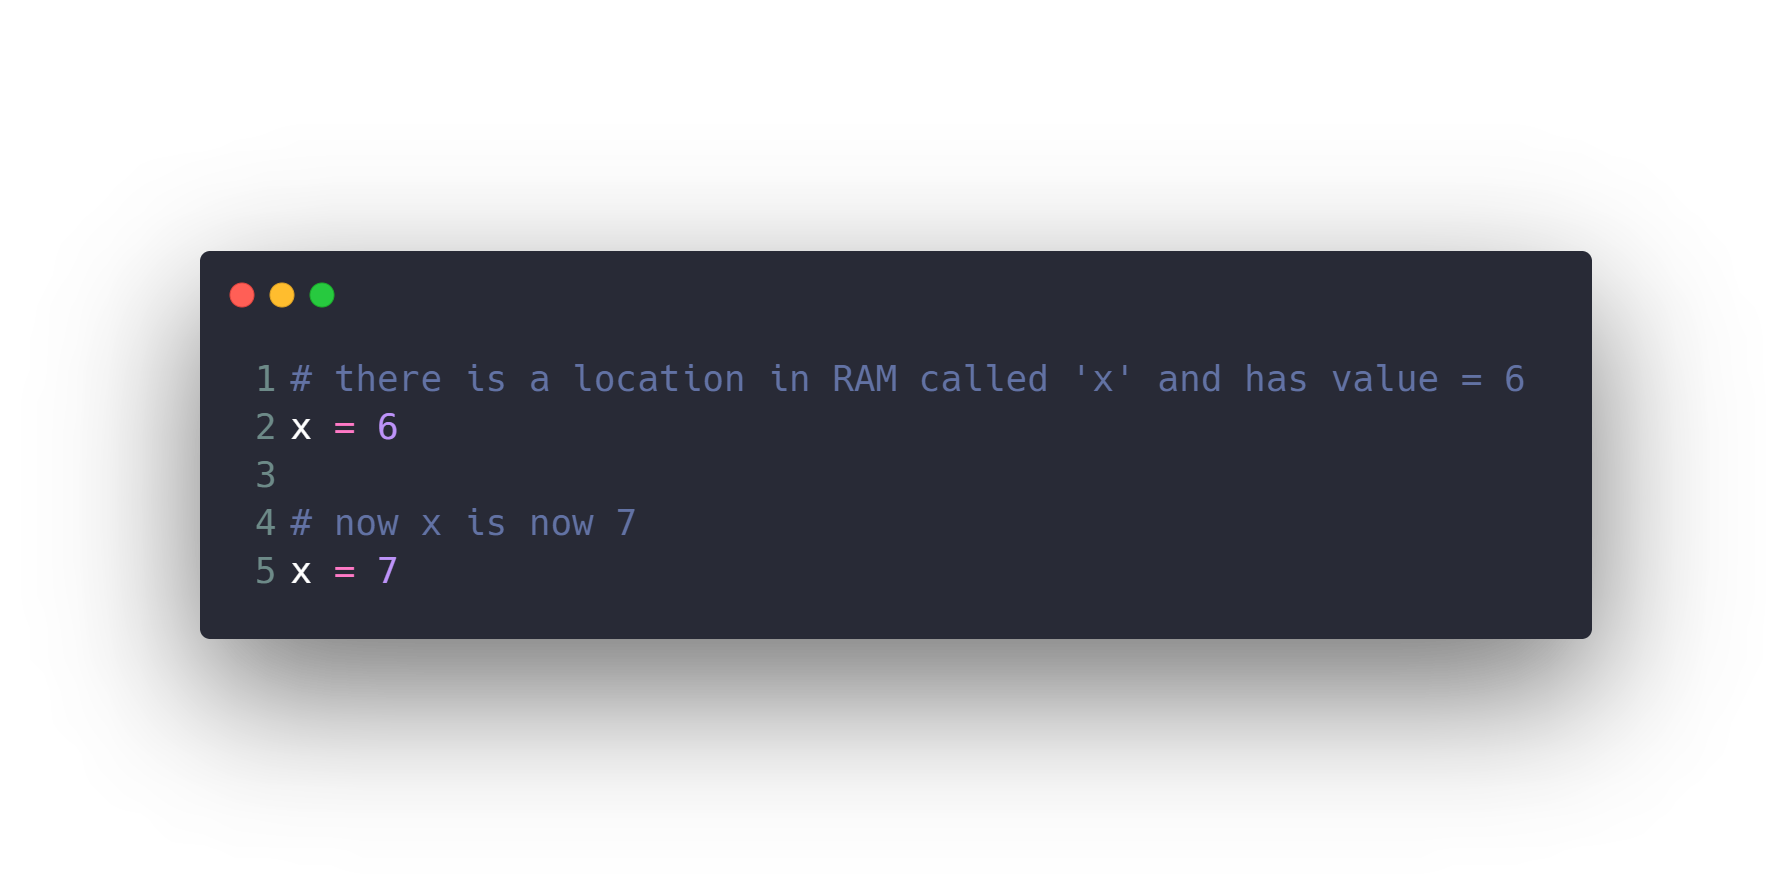 1 # there is a location in RAM called 'x' and has value = 6
2 x = 6
3
4 # now x is now 7
5 x = 7